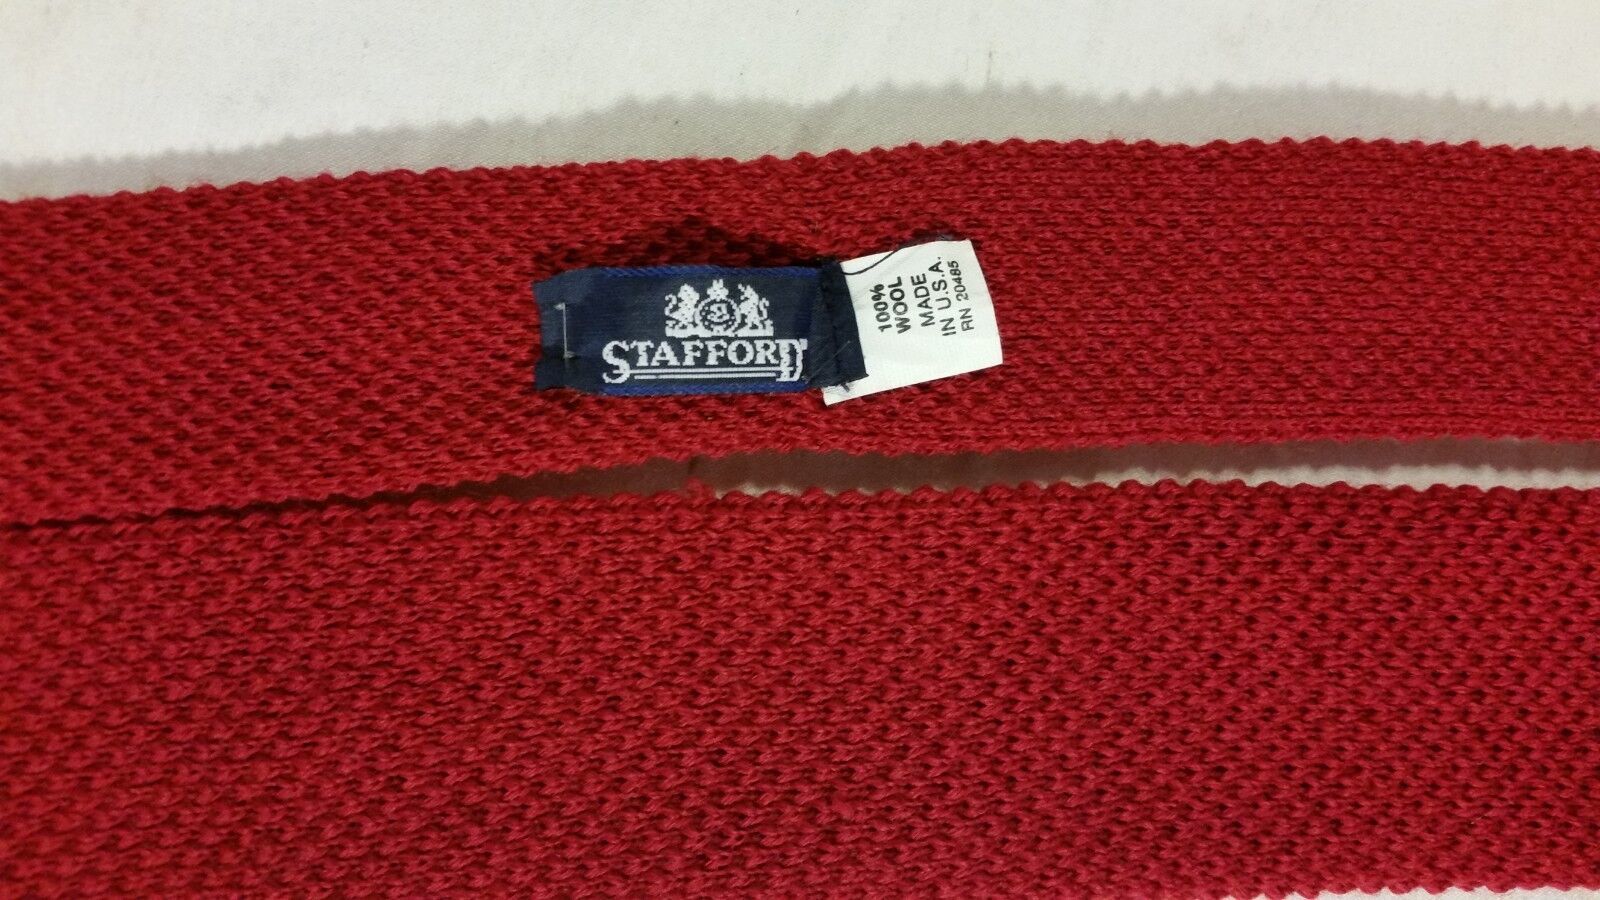 STAFFORD
100%
WOOL
MADE
IN U.S.A.
RN 20485